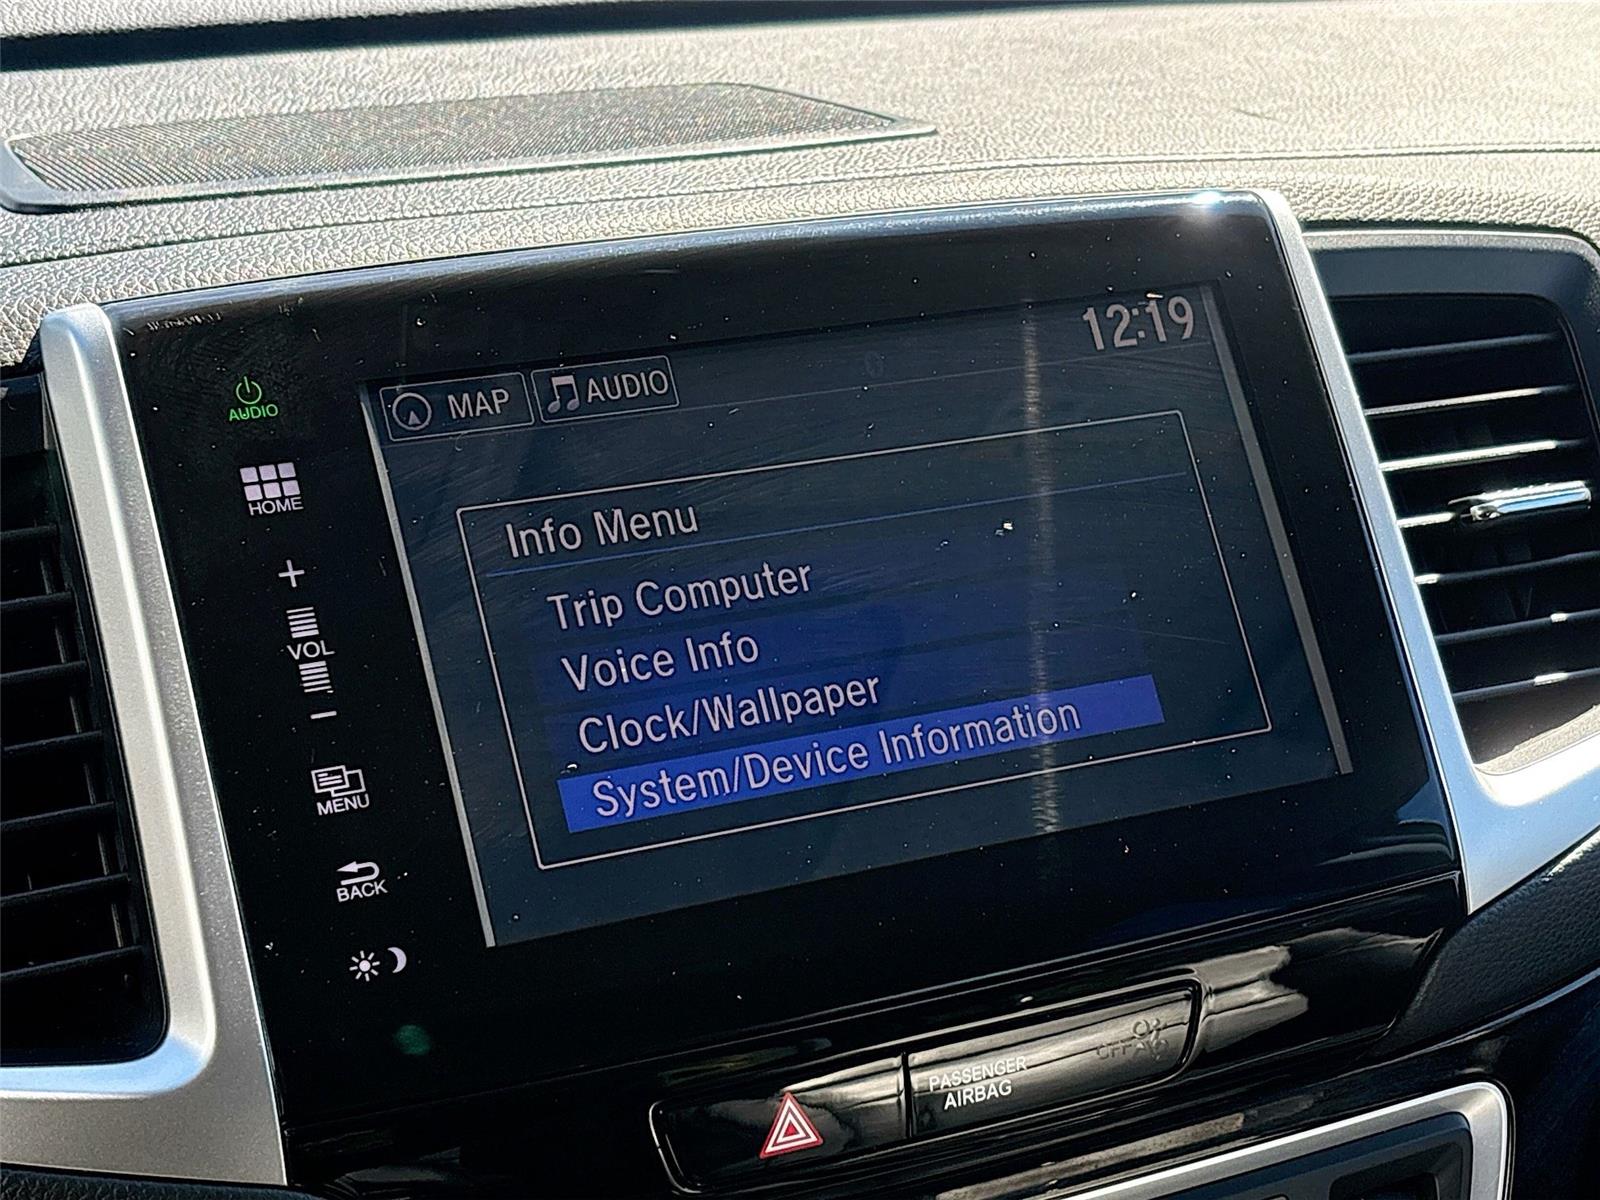 12:19
MAP AUDIO
AUDIO
HOME
+
VOL
-
MENU
BACK
Info Menu
Trip Computer
Voice Info
Clock/Wallpaper
System/Device Information
PASSENGER
AIRBAG
OFF